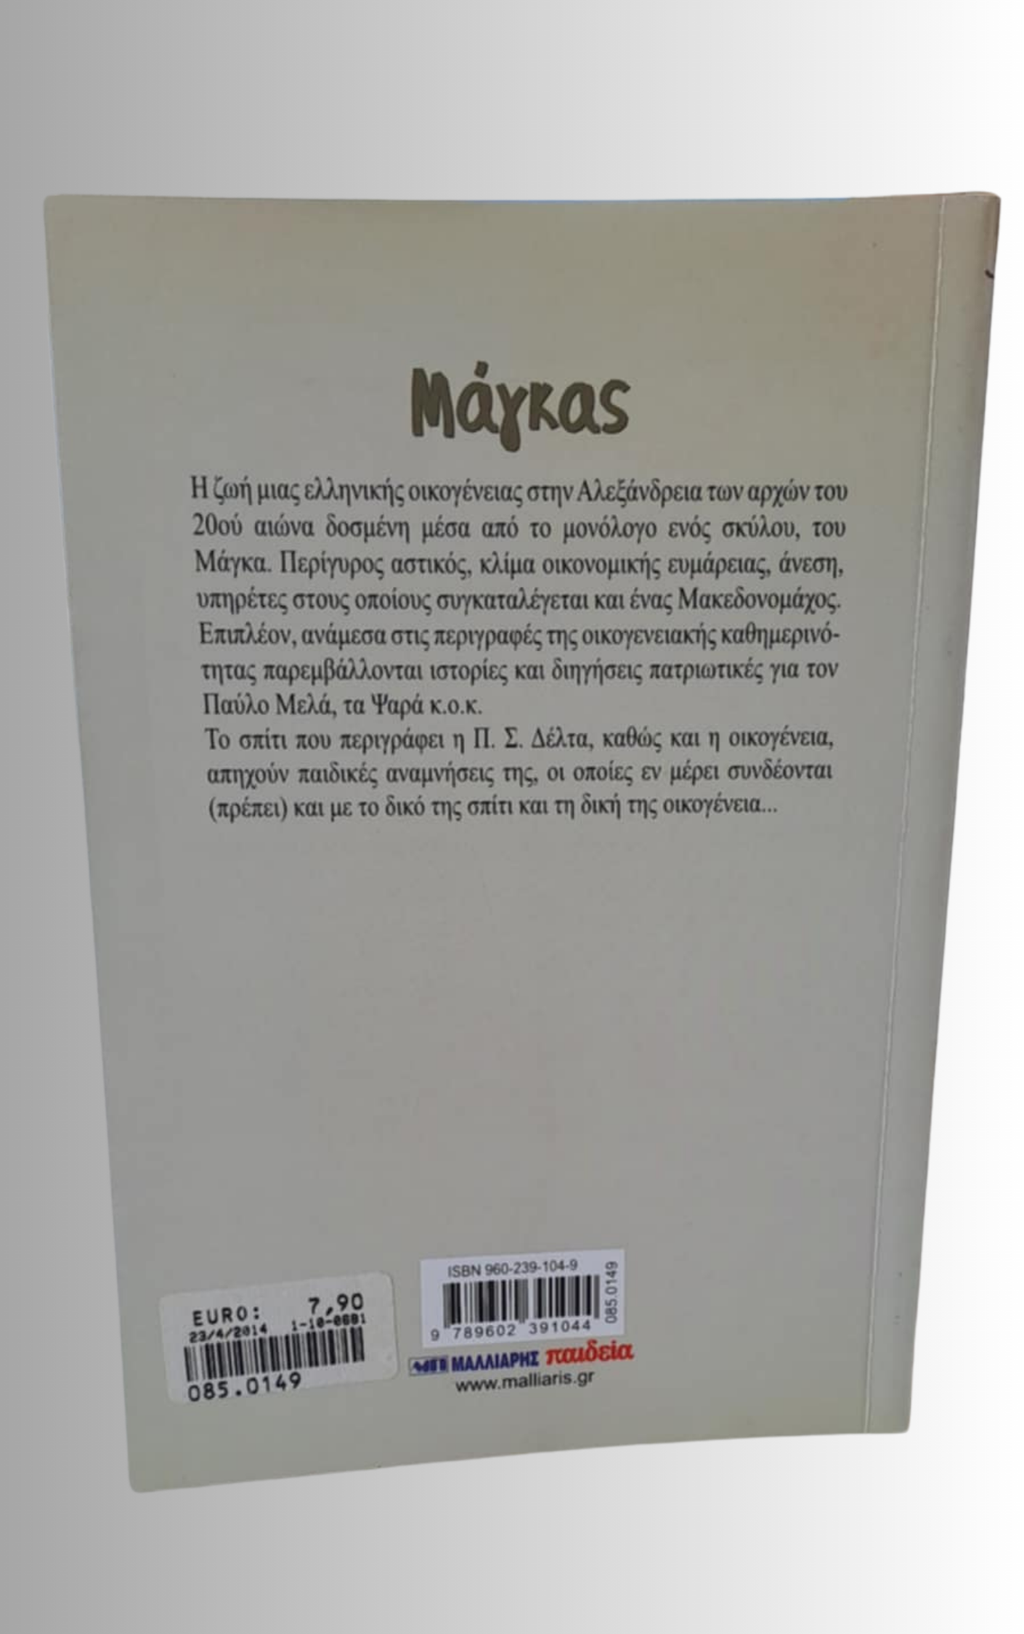 Μάγκας
Η ζωή μιας ελληνικής οικογένειας στην Αλεξάνδρεια των αρχών του
20ού αιώνα δοσμένη μέσα από το μονόλογο ενός σκύλου, του
Μάγκα. Περίγυρος αστικός, κλίμα οικονομικής ευμάρειας, άνεση,
υπηρέτες στους οποίους συγκαταλέγεται και ένας Μακεδονομάχος.
Επιπλέον, ανάμεσα στις περιγραφές της οικογενειακής καθημερινό-
τητας παρεμβάλλονται ιστορίες και διηγήσεις πατριωτικές για τον
Παύλο Μελά, τα Ψαρά κ.ο.κ.
Το σπίτι που περιγράφει η Π. Σ. Δέλτα, καθώς και η οικογένεια,
απηχούν παιδικές αναμνήσεις της, οι οποίες εν μέρει συνδέονται
(πρέπει) και με το δικό της σπίτι και τη δική της οικογένεια...
EURO: 7,90
23/4/2014 1-10-0601
085.0149
ISBN 960-239-104-9
9 789602 391044
085.0149
ΜΑΛΛΙΑΡΗΣ παιδεία
www.malliaris.gr